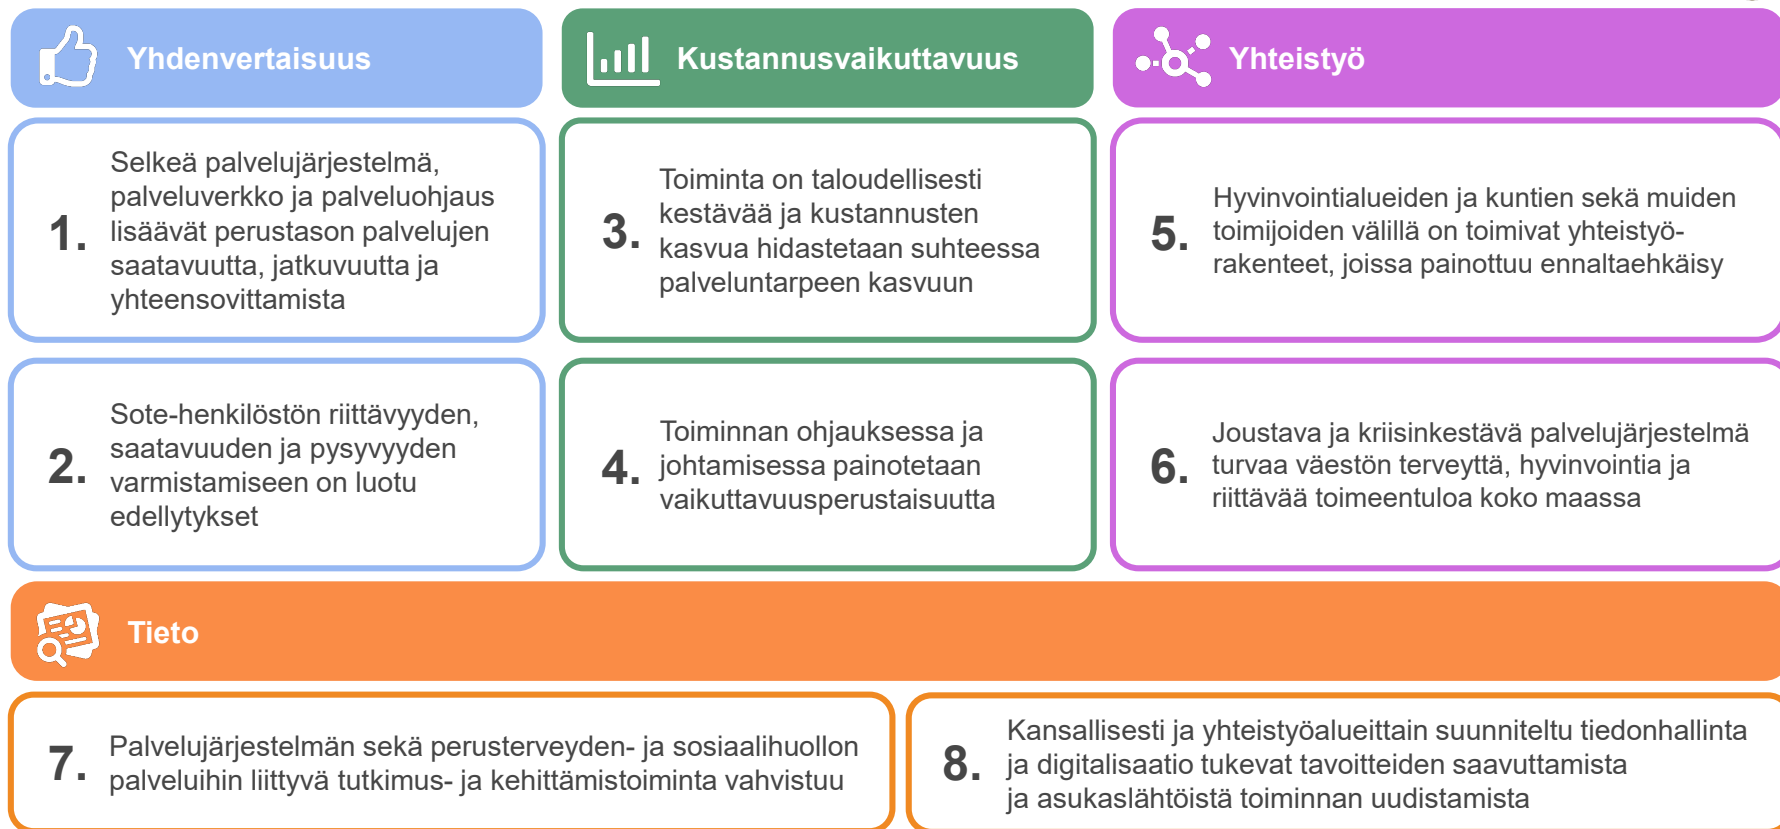 Yhdenvertaisuus
Kustannusvaikuttavuus
Yhteistyö
1.
Selkeä palvelujärjestelmä,
palveluverkko ja palveluohjaus
lisäävät perustason palvelujen
saatavuutta, jatkuvuutta ja
yhteensovittamista
3.
Toiminta on taloudellisesti
kestävää ja kustannusten
kasvua hidastetaan suhteessa
palveluntarpeen kasvuun
5.
Hyvinvointialueiden ja kuntien sekä muiden
toimijoiden välillä on toimivat yhteistyö-
rakenteet, joissa painottuu ennaltaehkäisy
2.
Sote-henkilöstön riittävyyden,
saatavuuden ja pysyvyyden
varmistamiseen on luotu
edellytykset
4.
Toiminnan ohjauksessa ja
johtamisessa painotetaan
vaikuttavuusperustaisuutta
6.
Joustava ja kriisinkestävä palvelujärjestelmä
turvaa väestön terveyttä, hyvinvointia ja
riittävää toimeentuloa koko maassa
Tieto
7.
Palvelujärjestelmän sekä perusterveyden- ja sosiaalihuollon
palveluihin liittyvä tutkimus- ja kehittämistoiminta vahvistuu
8.
Kansallisesti ja yhteistyöalueittain suunniteltu tiedonhallinta
ja digitalisaatio tukevat tavoitteiden saavuttamista
ja asukaslähtöistä toiminnan uudistamista